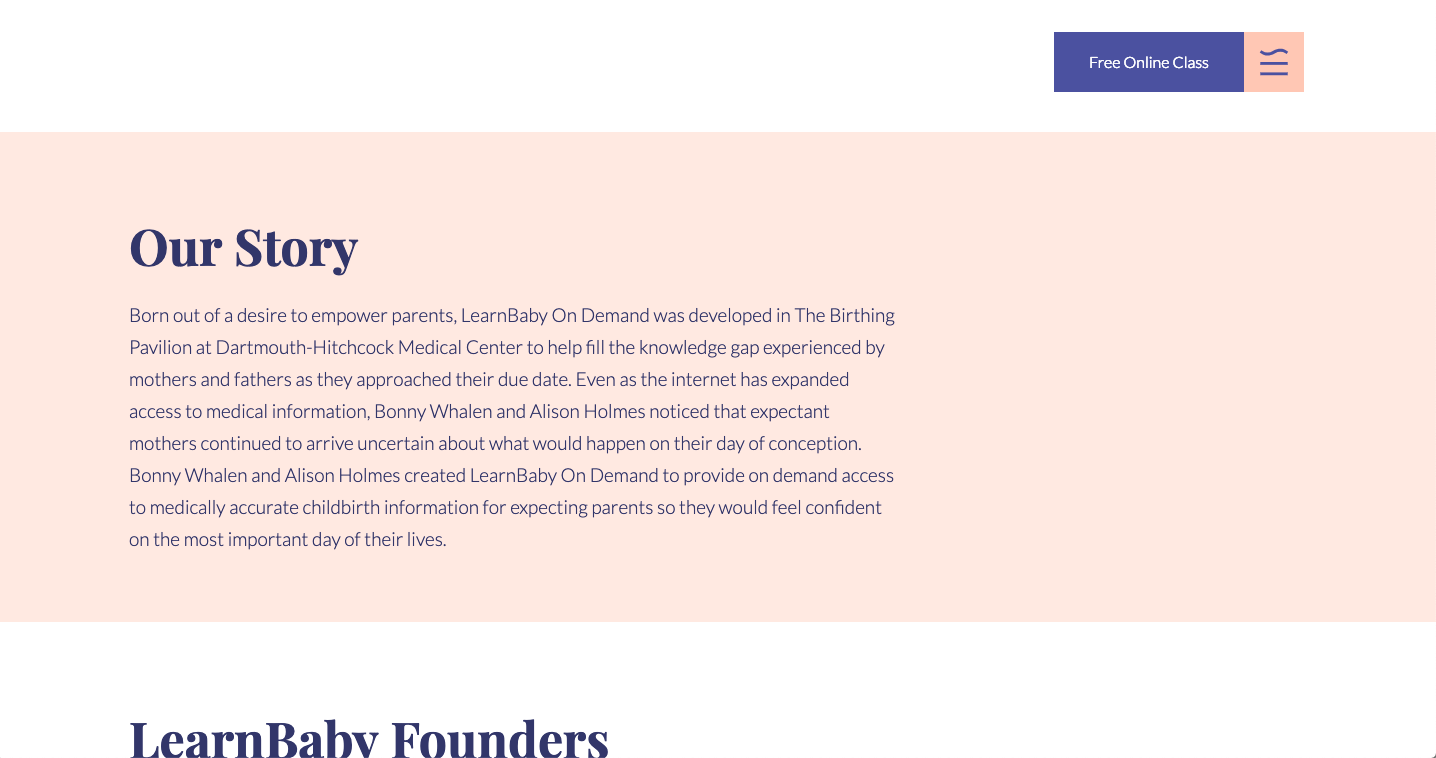 Free Online Class
Our Story
Born out of a desire to empower parents, LearnBaby On Demand was developed in The Birthing
Pavilion at Dartmouth-Hitchcock Medical Center to help fill the knowledge gap experienced by
mothers and fathers as they approached their due date. Even as the internet has expanded
access to medical information, Bonny Whalen and Alison Holmes noticed that expectant
mothers continued to arrive uncertain about what would happen on their day of conception.
Bonny Whalen and Alison Holmes created LearnBaby On Demand to provide on demand access
to medically accurate childbirth information for expecting parents so they would feel confident
on the most important day of their lives.
LearnBaby Founders